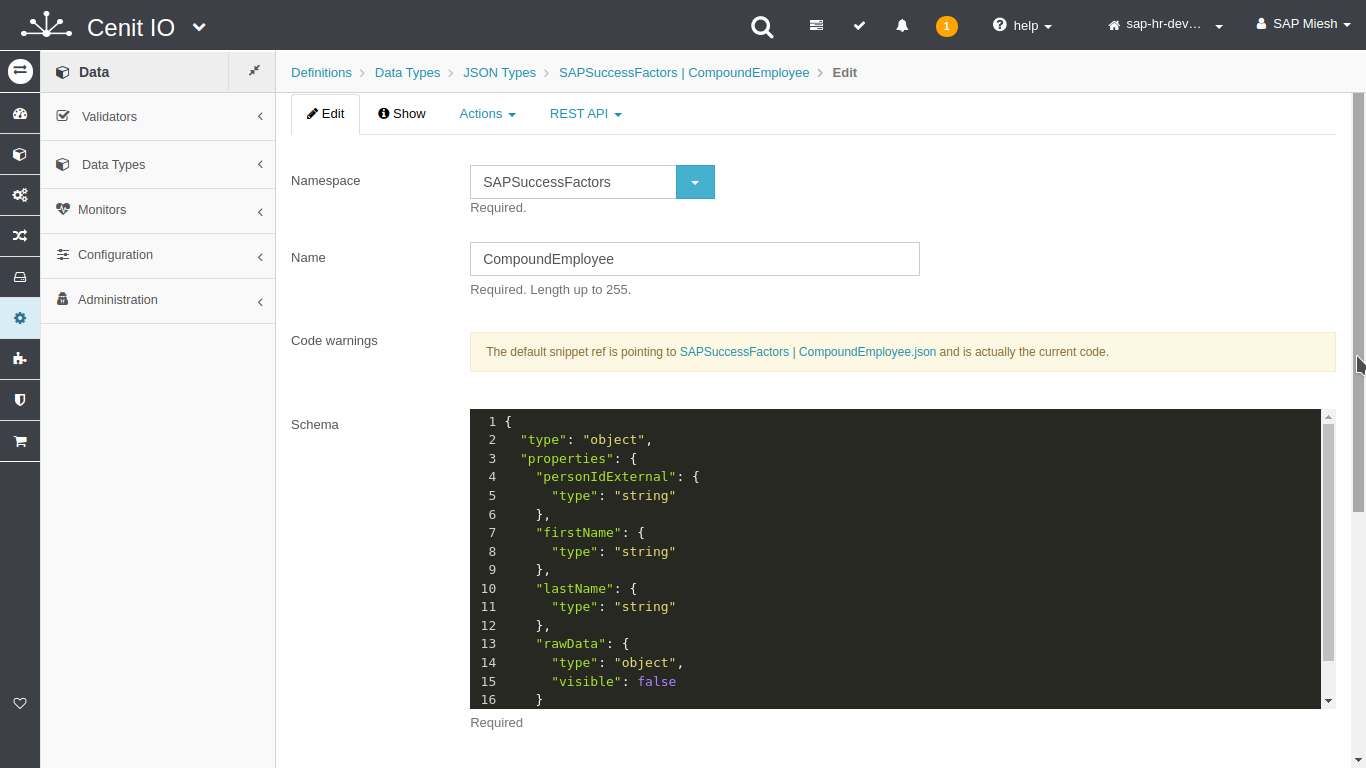 Cenit IO
1
help
sap-hr-dev…
SAP Miesh
Data
Validators
Data Types
Monitors
Configuration
Administration
Definitions
Data Types
JSON Types
SAPSuccessFactors | CompoundEmployee
Edit
Edit
Show
Actions
REST API
Namespace
SAPSuccessFactors
Required.
Name
CompoundEmployee
Required. Length up to 255.
Code warnings
The default snippet ref is pointing to SAPSuccessFactors | CompoundEmployee.json and is actually the current code.
Schema
1 {
2   "type": "object",
3   "properties": {
4     "personIdExternal": {
5       "type": "string"
6     },
7     "firstName": {
8       "type": "string"
9     },
10     "lastName": {
11       "type": "string"
12     },
13     "rawData": {
14       "type": "object",
15       "visible": false
16     }
Required